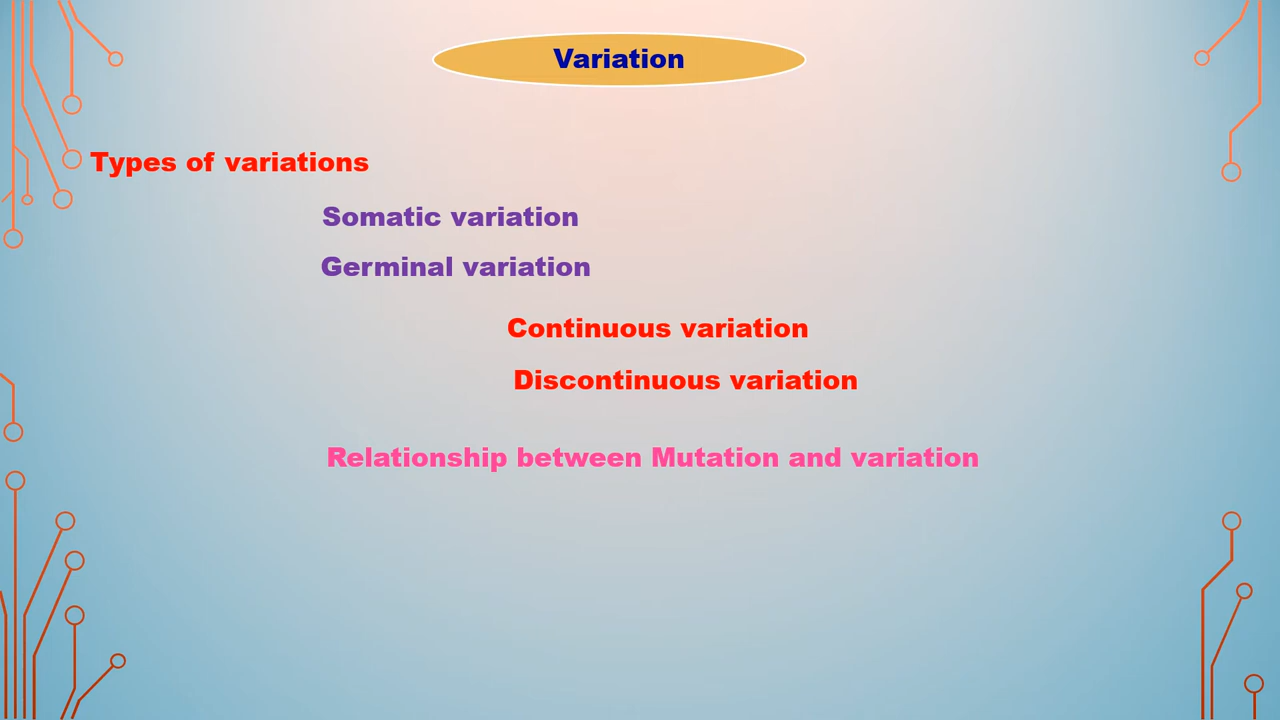 Variation
Types of variations
Somatic variation
Germinal variation
Continuous variation
Discontinuous variation
Relationship between Mutation and variation